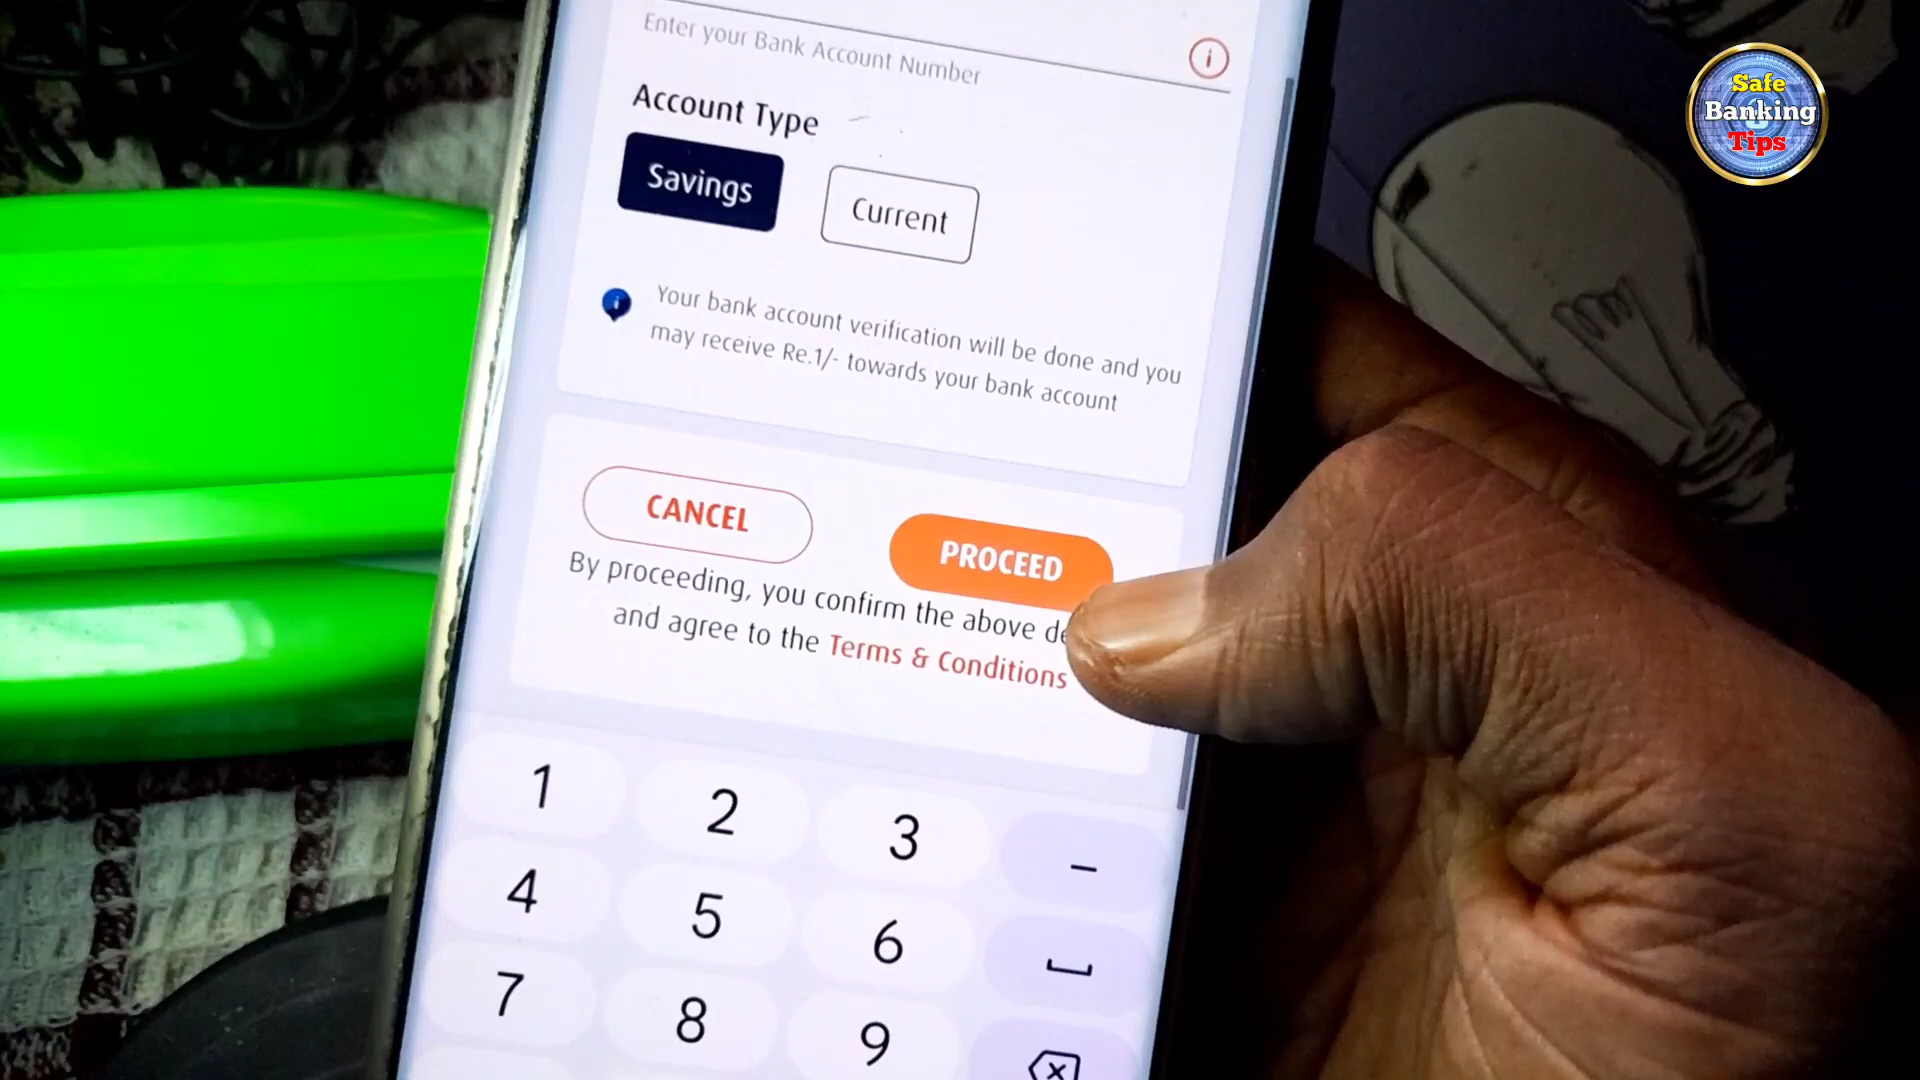 Enter your Bank Account Number
Account Type
Savings
Current
Your bank account verification will be done and you
may receive Re.1/- towards your bank account
CANCEL
PROCEED
By proceeding, you confirm the above de
and agree to the Terms & Conditions
1 2 3 -
4 5 6
7 8 9
Safe
Banking
Tips